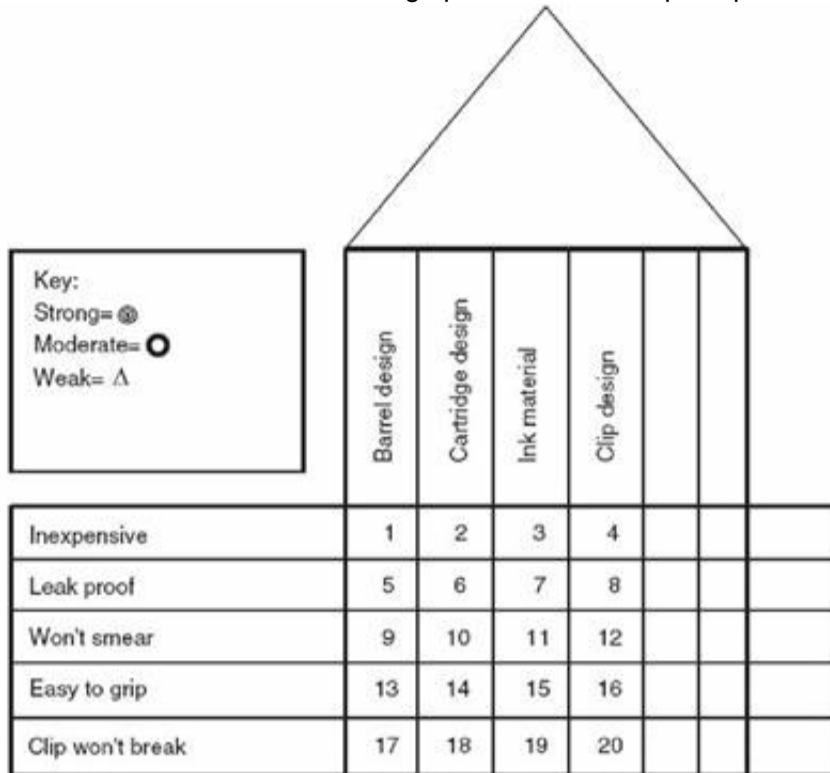 Key:
Strong=
Moderate=
Weak= Δ
Barrel design
Cartridge design
Ink material
Clip design
Inexpensive 1 2 3 4
Leak proof 5 6 7 8
Won't smear 9 10 11 12
Easy to grip 13 14 15 16
Clip won't break 17 18 19 20